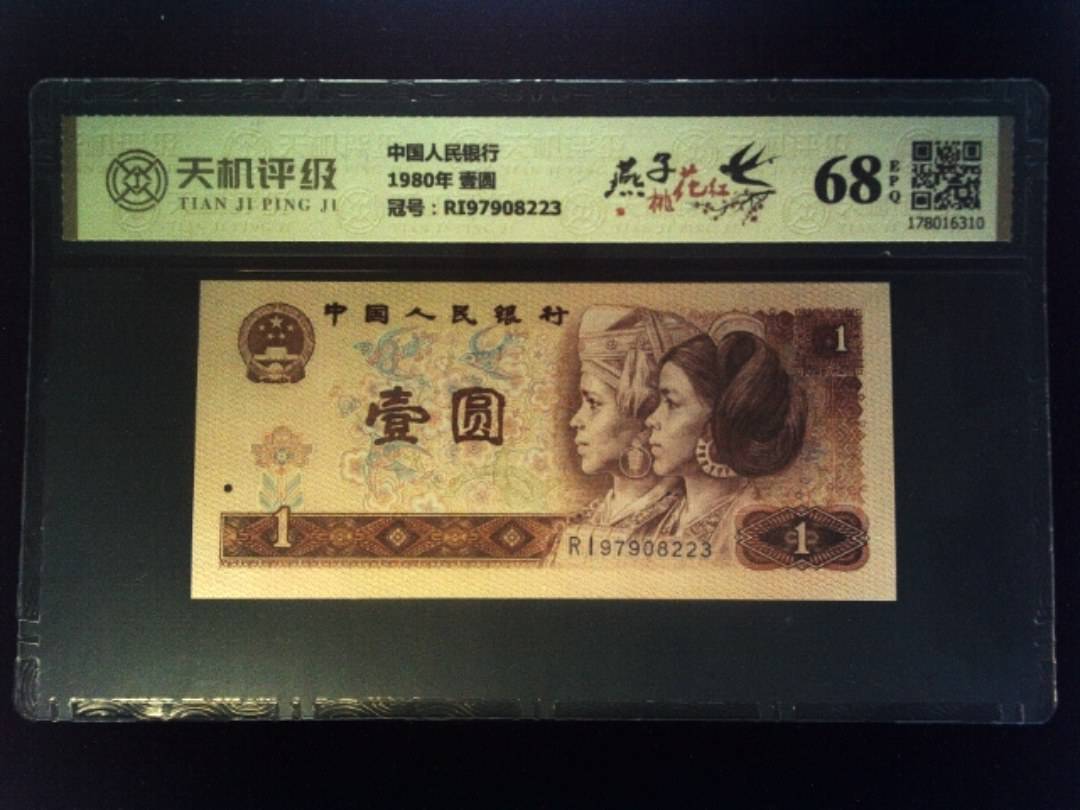 天机评级
TIAN JI PING JI
中国人民银行
1980年 壹圆
冠号：RI97908223
燕子
桃花红
68
EPQ
178016310
中国人民银行
1
壹圆
1
RI97908223
1